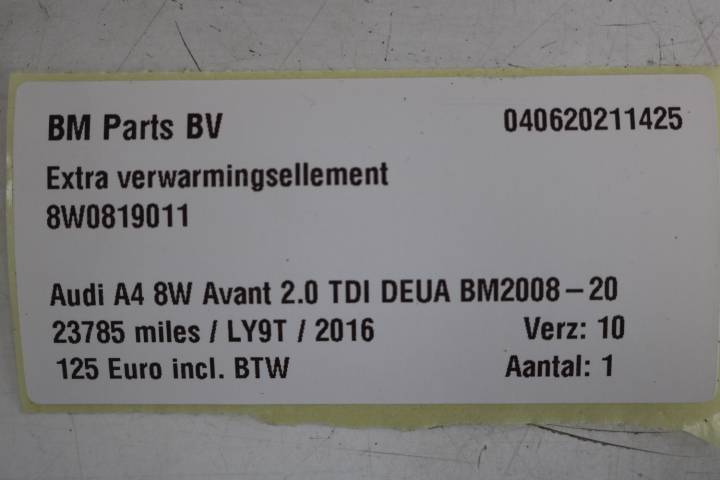 BM Parts BV 040620211425
Extra verwarmingsellement
8W0819011
Audi A4 8W Avant 2.0 TDI DEUA BM2008-20
23785 miles / LY9T / 2016 Verz: 10
125 Euro incl. BTW Aantal: 1